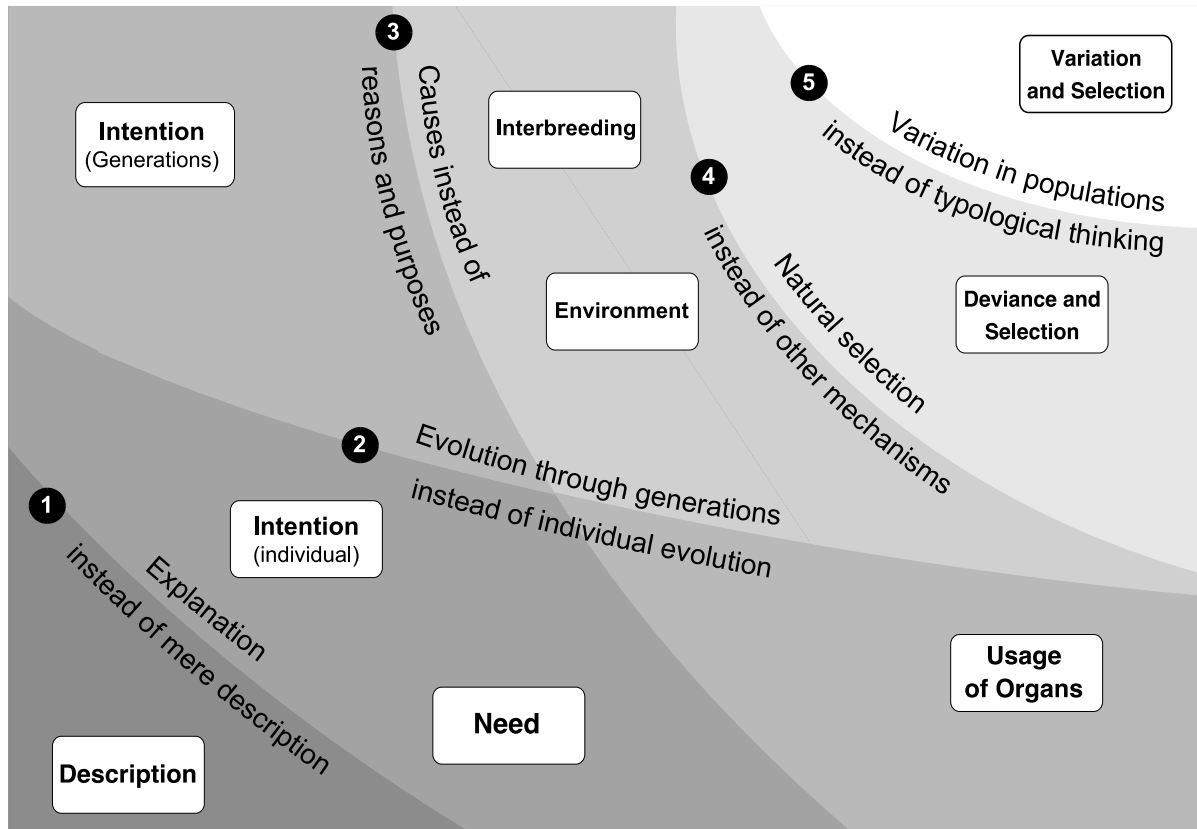 3
Causes instead of
reasons and purposes
Intention
(Generations)
Interbreeding
Variation
and Selection
5
Variation in populations
instead of typological thinking
4
Natural selection
instead of other mechanisms
Environment
Deviance and
Selection
2
Evolution through generations
instead of individual evolution
1
Explanation
instead of mere description
Intention
(individual)
Usage
of Organs
Need
Description